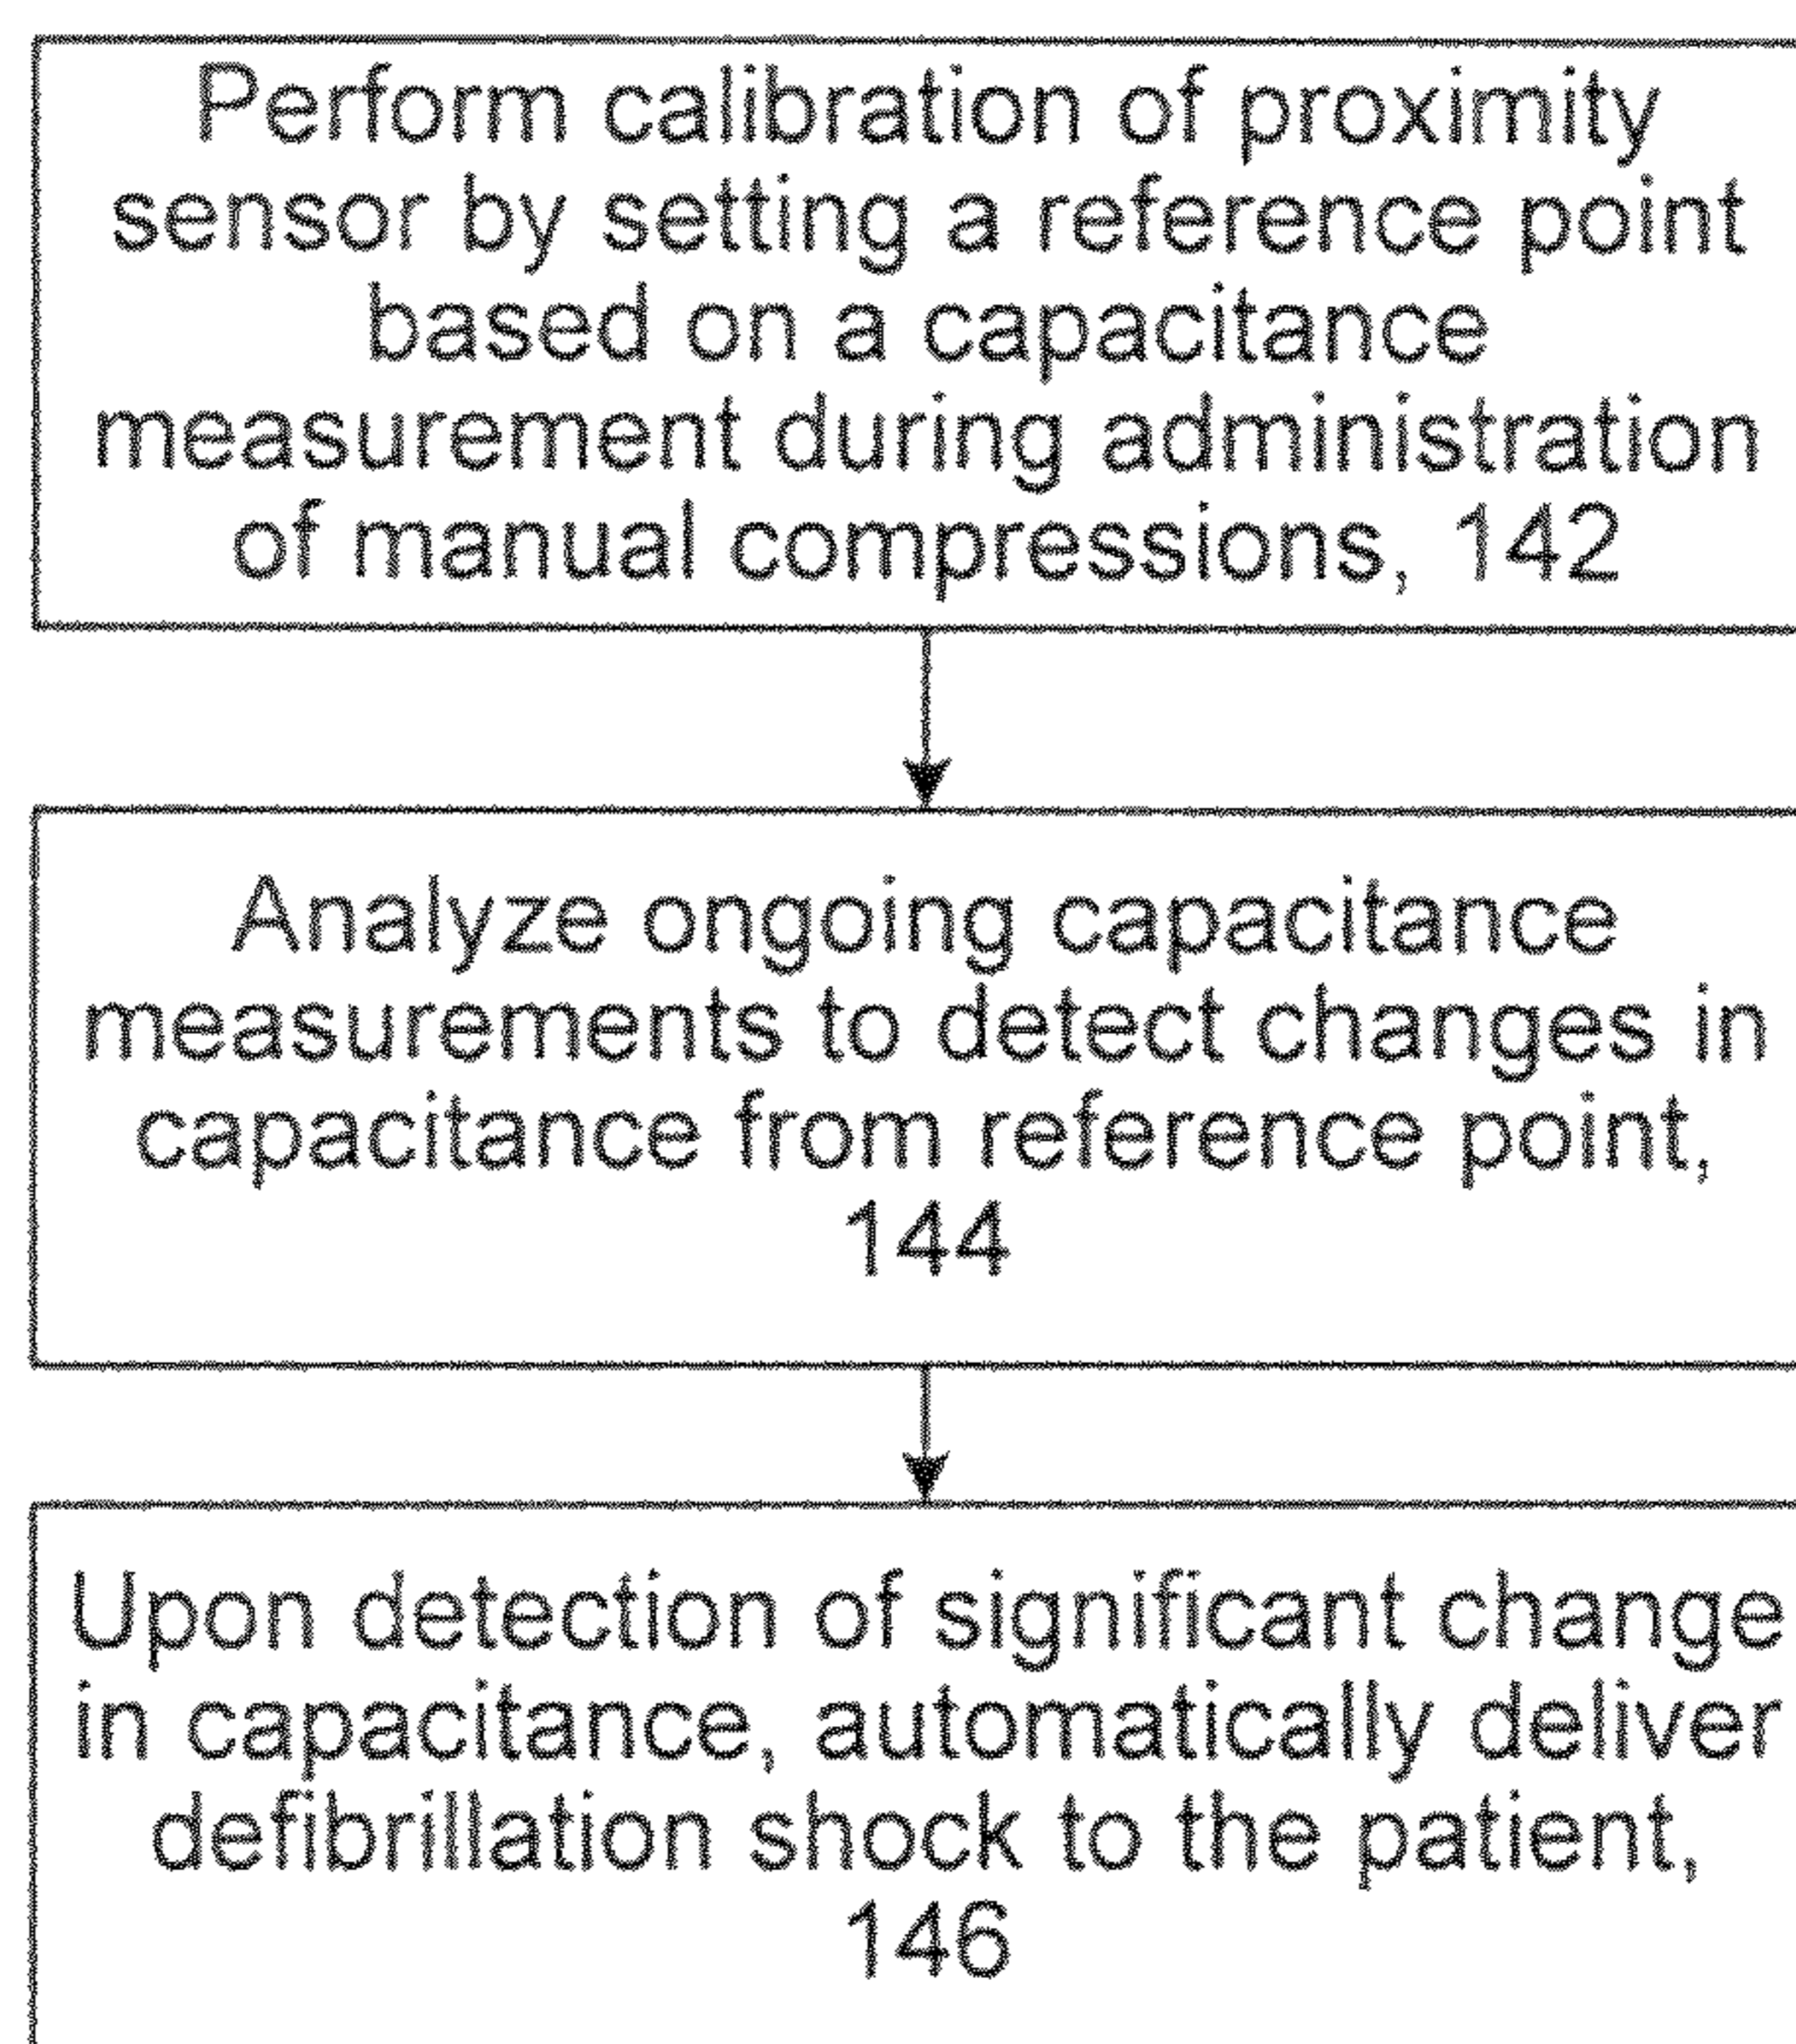 Perform calibration of proximity
sensor by setting a reference point
based on a capacitance
measurement during administration
of manual compressions, 142
Analyze ongoing capacitance
measurements to detect changes in
capacitance from reference point,
144
Upon detection of significant change
in capacitance, automatically deliver
defibrillation shock to the patient,
146